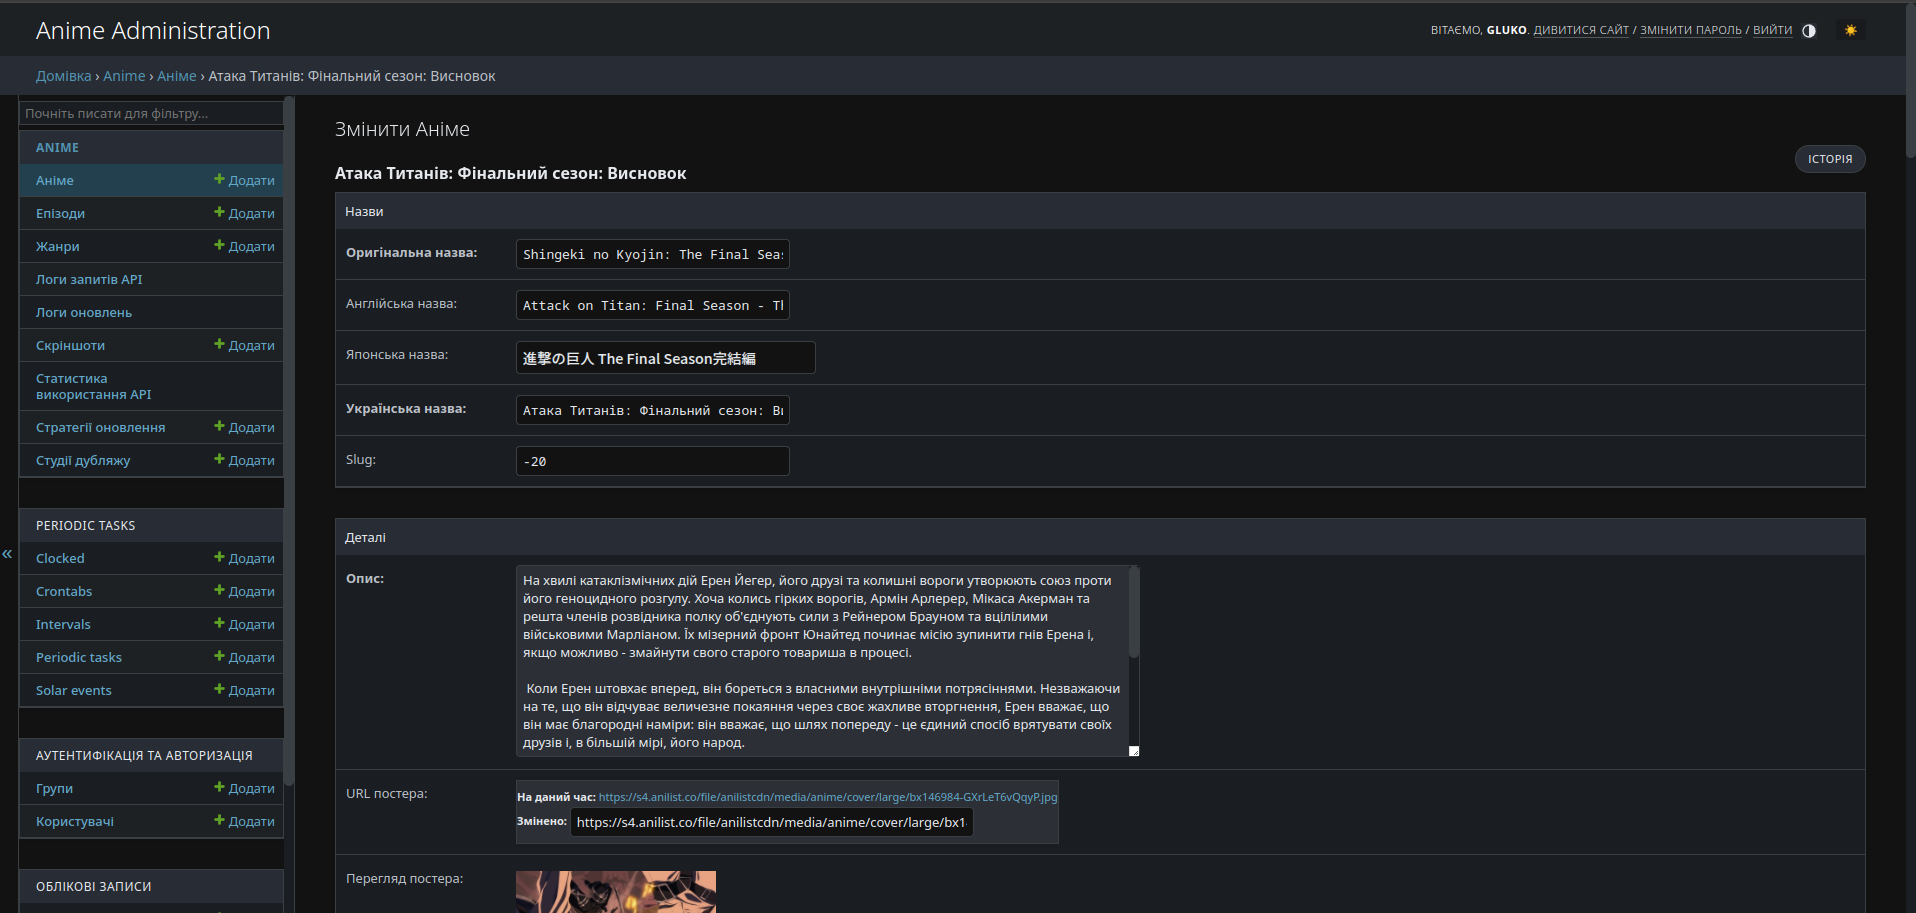 Anime Administration
ВІТАЄМО, GLUKO. ДИВИТИСЯ САЙТ / ЗМІНИТИ ПАРОЛЬ / ВИЙТИ
Домівка › Anime › Аніме › Атака Титанів: Фінальний сезон: Висновок
Почніть писати для фільтру...
ANIME
Аніме Додати
Епізоди Додати
Жанри Додати
Логи запитів API
Логи оновлень
Скріншоти Додати
Статистика
використання API
Стратегії оновлення Додати
Студії дубляжу Додати
PERIODIC TASKS
Clocked Додати
Crontabs Додати
Intervals Додати
Periodic tasks Додати
Solar events Додати
АУТЕНТИФІКАЦІЯ ТА АВТОРИЗАЦІЯ
Групи Додати
Користувачі Додати
ОБЛІКОВІ ЗАПИСИ
«
Змінити Аніме
ІСТОРІЯ
Атака Титанів: Фінальний сезон: Висновок
Назви
Оригінальна назва: Shingeki no Kyojin: The Final Seas
Англійська назва: Attack on Titan: Final Season - Th
Японська назва: 進撃の巨人 The Final Season完結編
Українська назва: Атака Титанів: Фінальний сезон: Ви
Slug: -20
Деталі
Опис:
На хвилі катаклізмічних дій Ерен Йегер, його друзі та колишні вороги утворюють союз проти
його геноцидного розгулу. Хоча колись гірких ворогів, Армін Арлерер, Мікаса Акерман та
решта членів розвідника полку об'єднують сили з Рейнером Брауном та вцілілими
військовими Марліаном. Їх мізерний фронт Юнайтед починає місію зупинити гнів Ерена і,
якщо можливо - змайнути свого старого товариша в процесі.
Коли Ерен штовхає вперед, він бореться з власними внутрішніми потрясіннями. Незважаючи
на те, що він відчуває величезне покаяння через своє жахливе вторгнення, Ерен вважає, що
він має благородні наміри: він вважає, що шлях попереду - це єдиний спосіб врятувати своїх
друзів і, в більшій мірі, його народ.
URL постера:
На даний час: https://s4.anilist.co/file/anilistcdn/media/anime/cover/large/bx146984-GXrLeT6vQqyP.jpg
Змінено: https://s4.anilist.co/file/anilistcdn/media/anime/cover/large/bx1
Перегляд постера: